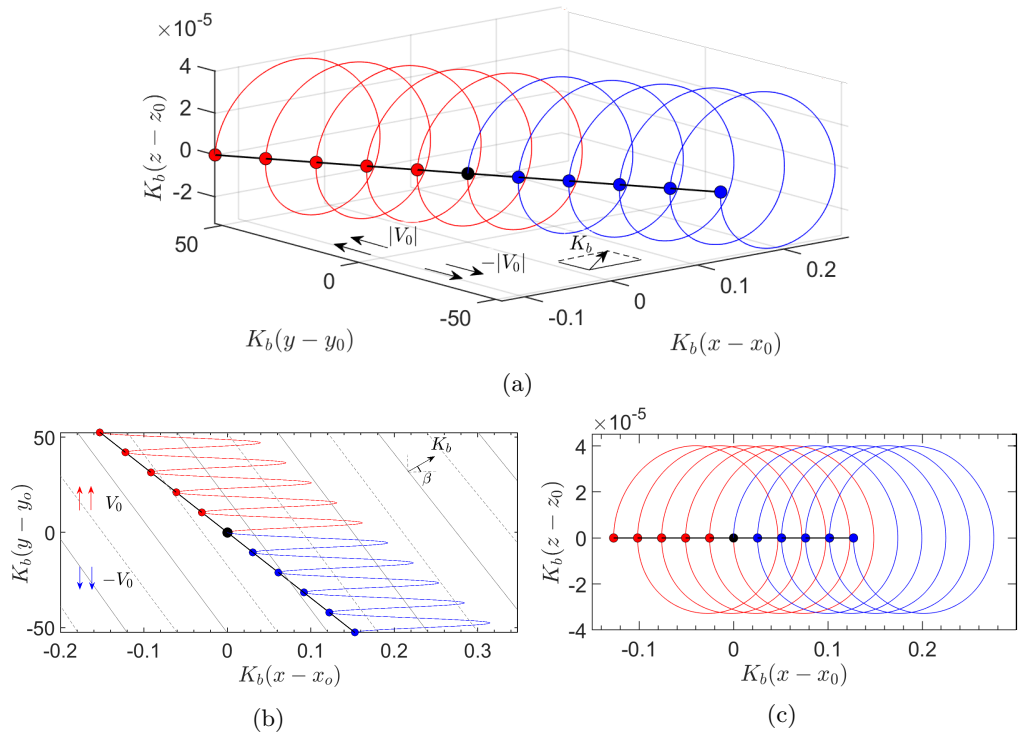 ×10⁻⁵
4
2
0
-2
K_b(z − z_0)
50
0
-50
K_b(y − y_0)
|V_0|
−|V_0|
K_b
-0.1
0
0.1
0.2
K_b(x − x_0)
(a)
50
0
-50
K_b(y − y_o)
V_0
−V_0
K_b
β
-0.2
-0.1
0
0.1
0.2
0.3
K_b(x − x_o)
(b)
×10⁻⁵
4
2
0
-2
-4
K_b(z − z_0)
-0.1
0
0.1
0.2
K_b(x − x_0)
(c)